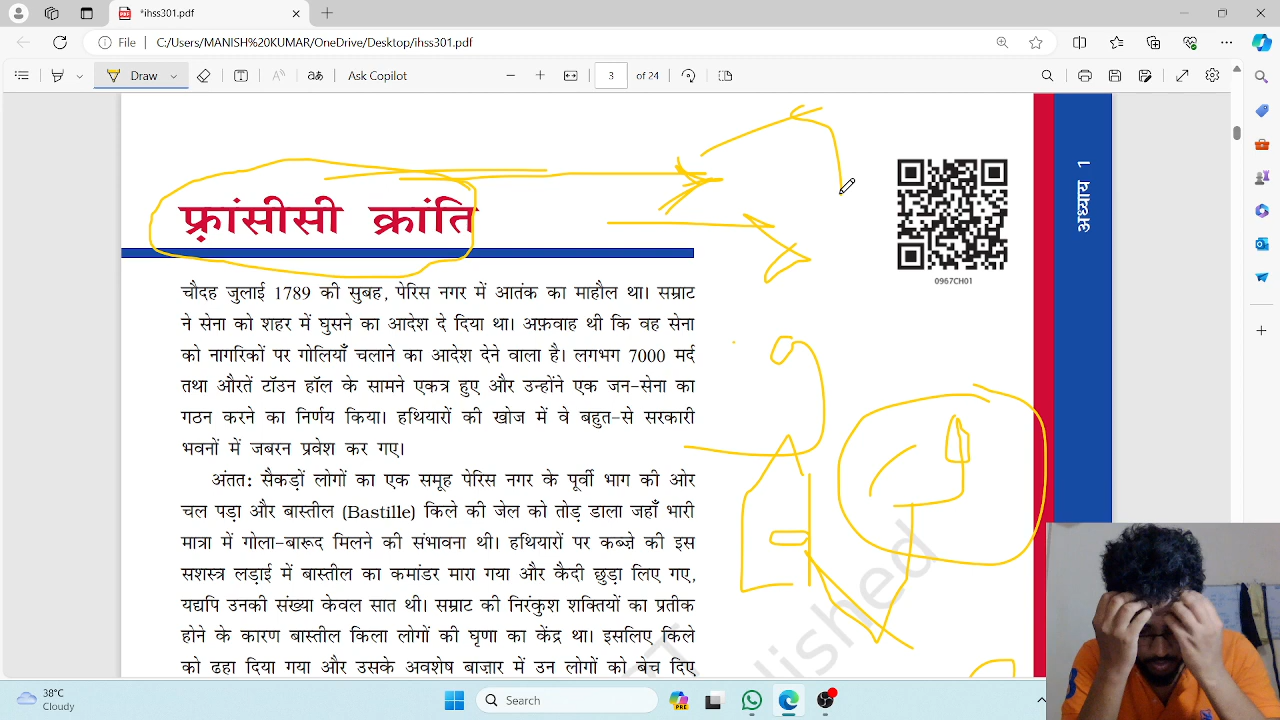 *ihss301.pdf
File C:/Users/MANISH%20KUMAR/OneDrive/Desktop/ihss301.pdf
Draw Ask Copilot 3 of 24
फ़्रांसीसी क्रांति
अध्याय 1
0967CH01
चौदह जुलाई 1789 की सुबह, पेरिस नगर में आतंक का माहौल था। सम्राट
ने सेना को शहर में घुसने का आदेश दे दिया था। अफ़वाह थी कि वह सेना
को नागरिकों पर गोलियाँ चलाने का आदेश देने वाला है। लगभग 7000 मर्द
तथा औरतें टॉउन हॉल के सामने एकत्र हुए और उन्होंने एक जन-सेना का
गठन करने का निर्णय किया। हथियारों की खोज में वे बहुत-से सरकारी
भवनों में जबरन प्रवेश कर गए।
अंतत: सैकड़ों लोगों का एक समूह पेरिस नगर के पूर्वी भाग की ओर
चल पड़ा और बास्तील (Bastille) किले की जेल को तोड़ डाला जहाँ भारी
मात्रा में गोला-बारूद मिलने की संभावना थी। हथियारों पर कब्ज़े की इस
सशस्त्र लड़ाई में बास्तील का कमांडर मारा गया और कैदी छुड़ा लिए गए,
यद्यपि उनकी संख्या केवल सात थी। सम्राट की निरंकुश शक्तियों का प्रतीक
होने के कारण बास्तील किला लोगों की घृणा का केंद्र था। इसलिए किले
को ढहा दिया गया और उसके अवशेष बाज़ार में उन लोगों को बेच दिए
38°C
Cloudy
Search